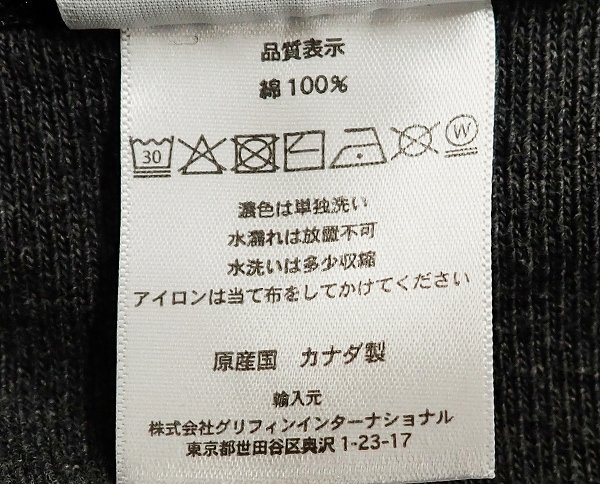 品質表示
綿100%
30 W
濃色は単独洗い
水濡れは放置不可
水洗いは多少収縮
アイロンは当て布をしてかけてください
原産国 カナダ製
輸入元
株式会社グリフィンインターナショナル
東京都世田谷区奥沢1-23-17